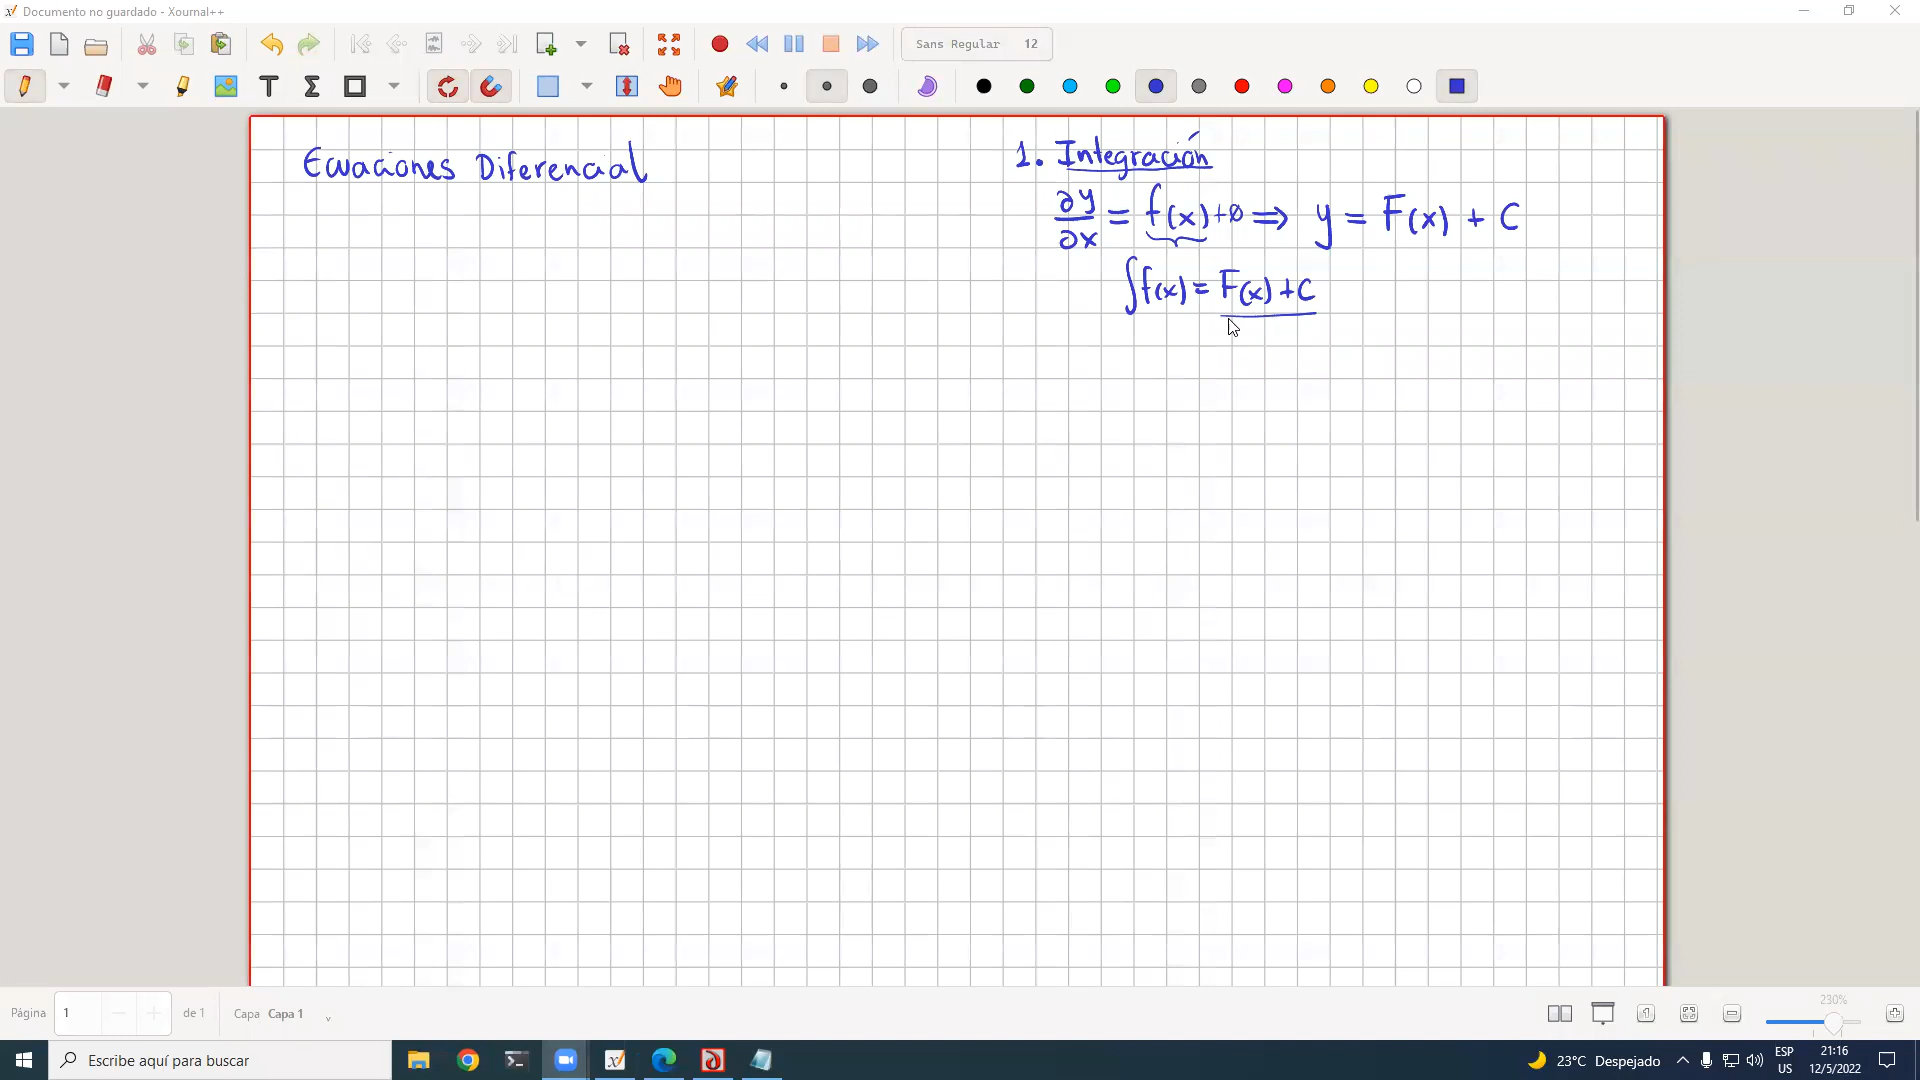 Documento no guardado - Xournal++
Sans Regular 12
Ecuaciones Diferencial
1. Integración
∂y/∂x = f(x)+0 ⟹ y = F(x) + C
∫f(x) = F(x) + C
Página 1 de 1 Capa Capa 1
230%
Escribe aquí para buscar
23°C Despejado
ESP
US
21:16
12/5/2022